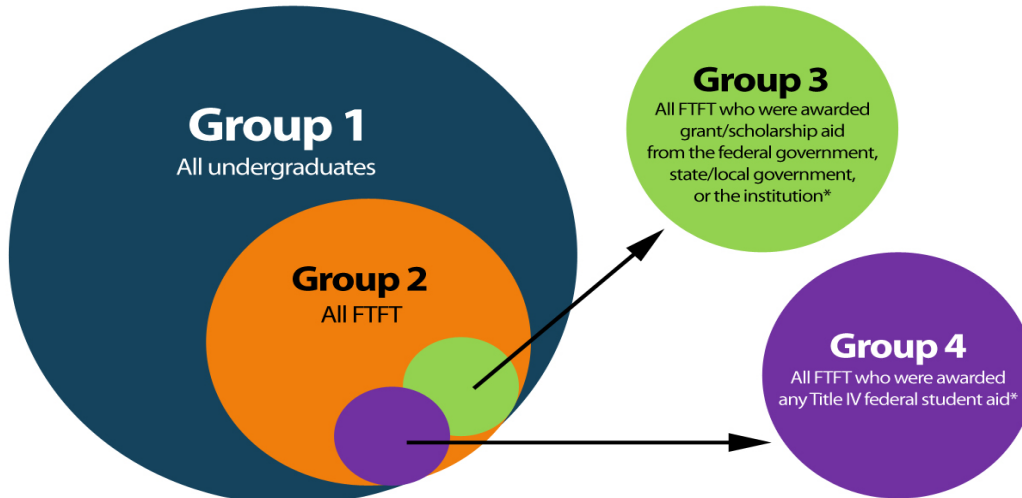 Group 1
All undergraduates
Group 2
All FTFT
Group 3
All FTFT who were awarded
grant/scholarship aid
from the federal government,
state/local government,
or the institution*
Group 4
All FTFT who were awarded
any Title IV federal student aid*